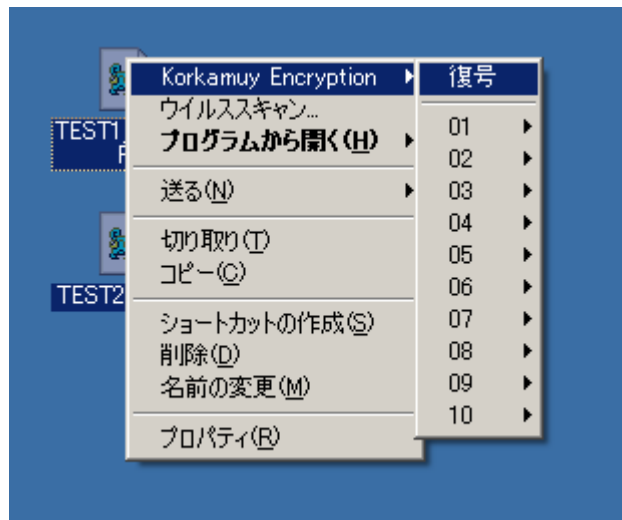 TEST1
F
TEST2
Korkamuy Encryption
ウイルススキャン...
プログラムから開く(H)
送る(N)
切り取り(T)
コピー(C)
ショートカットの作成(S)
削除(D)
名前の変更(M)
プロパティ(R)
復号
01
02
03
04
05
06
07
08
09
10